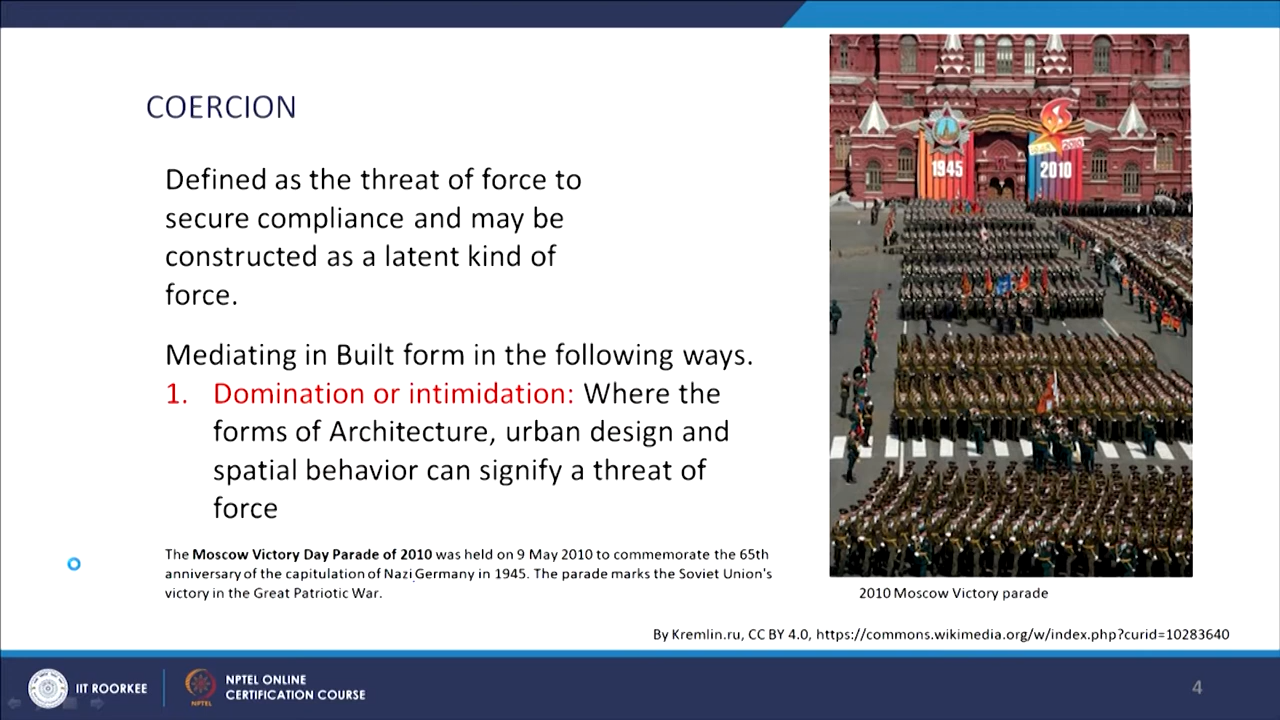 COERCION
Defined as the threat of force to
secure compliance and may be
constructed as a latent kind of
force.
Mediating in Built form in the following ways.
1. Domination or intimidation: Where the
forms of Architecture, urban design and
spatial behavior can signify a threat of
force
The Moscow Victory Day Parade of 2010 was held on 9 May 2010 to commemorate the 65th
anniversary of the capitulation of Nazi Germany in 1945. The parade marks the Soviet Union's
victory in the Great Patriotic War.
1945
2010
2010 Moscow Victory parade
By Kremlin.ru, CC BY 4.0, https://commons.wikimedia.org/w/index.php?curid=10283640
IIT ROORKEE
NPTEL
NPTEL ONLINE
CERTIFICATION COURSE
4